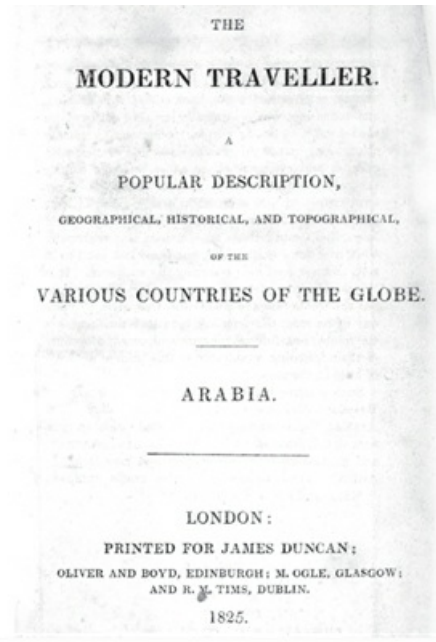 THE
MODERN TRAVELLER.
A
POPULAR DESCRIPTION,
GEOGRAPHICAL, HISTORICAL, AND TOPOGRAPHICAL,
OF THE
VARIOUS COUNTRIES OF THE GLOBE.
ARABIA.
LONDON:
PRINTED FOR JAMES DUNCAN;
OLIVER AND BOYD, EDINBURGH; M. OGLE, GLASGOW;
AND R. M. TIMS, DUBLIN.
1825.